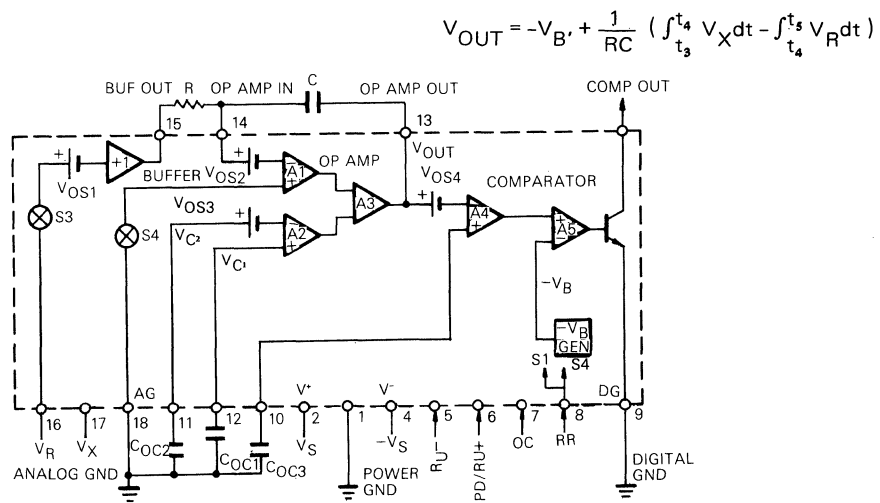 V_OUT = -V_B' + 1/RC ( ∫_t3^t4 V_X dt - ∫_t4^t5 V_R dt )
BUF OUT R OP AMP IN C OP AMP OUT COMP OUT
15 14 13
V_OUT
+1 BUFFER V_OS2 A1 OP AMP
V_OS1 V_OS4 COMPARATOR
S3 V_OS3 A3 A4 A5
S4 V_C2 A2
V_C1
-V_B
-V_B
GEN
S1 S4
AG V+ V- DG
16 17 18 11 12 10 2 1 4 5 6 7 8 9
V_R V_X V_S -V_S R_U- PD/RU+ OC RR
ANALOG GND C_OC2 C_OC1 C_OC3 POWER
GND
DIGITAL
GND